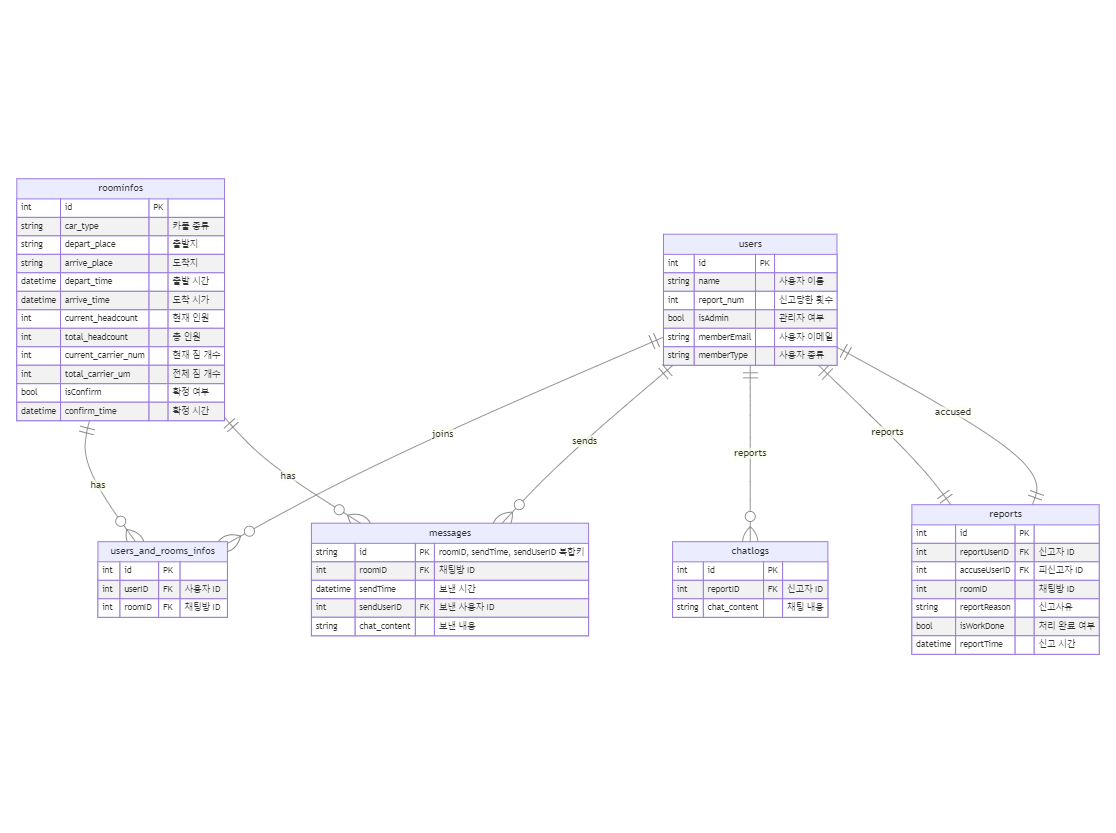 roominfos
int id PK
string car_type 카풀 종류
string depart_place 출발지
string arrive_place 도착지
datetime depart_time 출발 시간
datetime arrive_time 도착 시가
int current_headcount 현재 인원
int total_headcount 총 인원
int current_carrier_num 현재 짐 개수
int total_carrier_um 전체 짐 개수
bool isConfirm 확정 여부
datetime confirm_time 확정 시간
users
int id PK
string name 사용자 이름
int report_num 신고당한 횟수
bool isAdmin 관리자 여부
string memberEmail 사용자 이메일
string memberType 사용자 종류
joins
sends
reports
reports
accused
has
has
users_and_rooms_infos
int id PK
int userID FK 사용자 ID
int roomID FK 채팅방 ID
messages
string id PK roomID, sendTime, sendUserID 복합키
int roomID FK 채팅방 ID
datetime sendTime 보낸 시간
int sendUserID FK 보낸 사용자 ID
string chat_content 보낸 내용
chatlogs
int id PK
int reportID FK 신고자 ID
string chat_content 채팅 내용
reports
int id PK
int reportUserID FK 신고자 ID
int accuseUserID FK 피신고자 ID
int roomID 채팅방 ID
string reportReason 신고사유
bool isWorkDone 처리 완료 여부
datetime reportTime 신고 시간